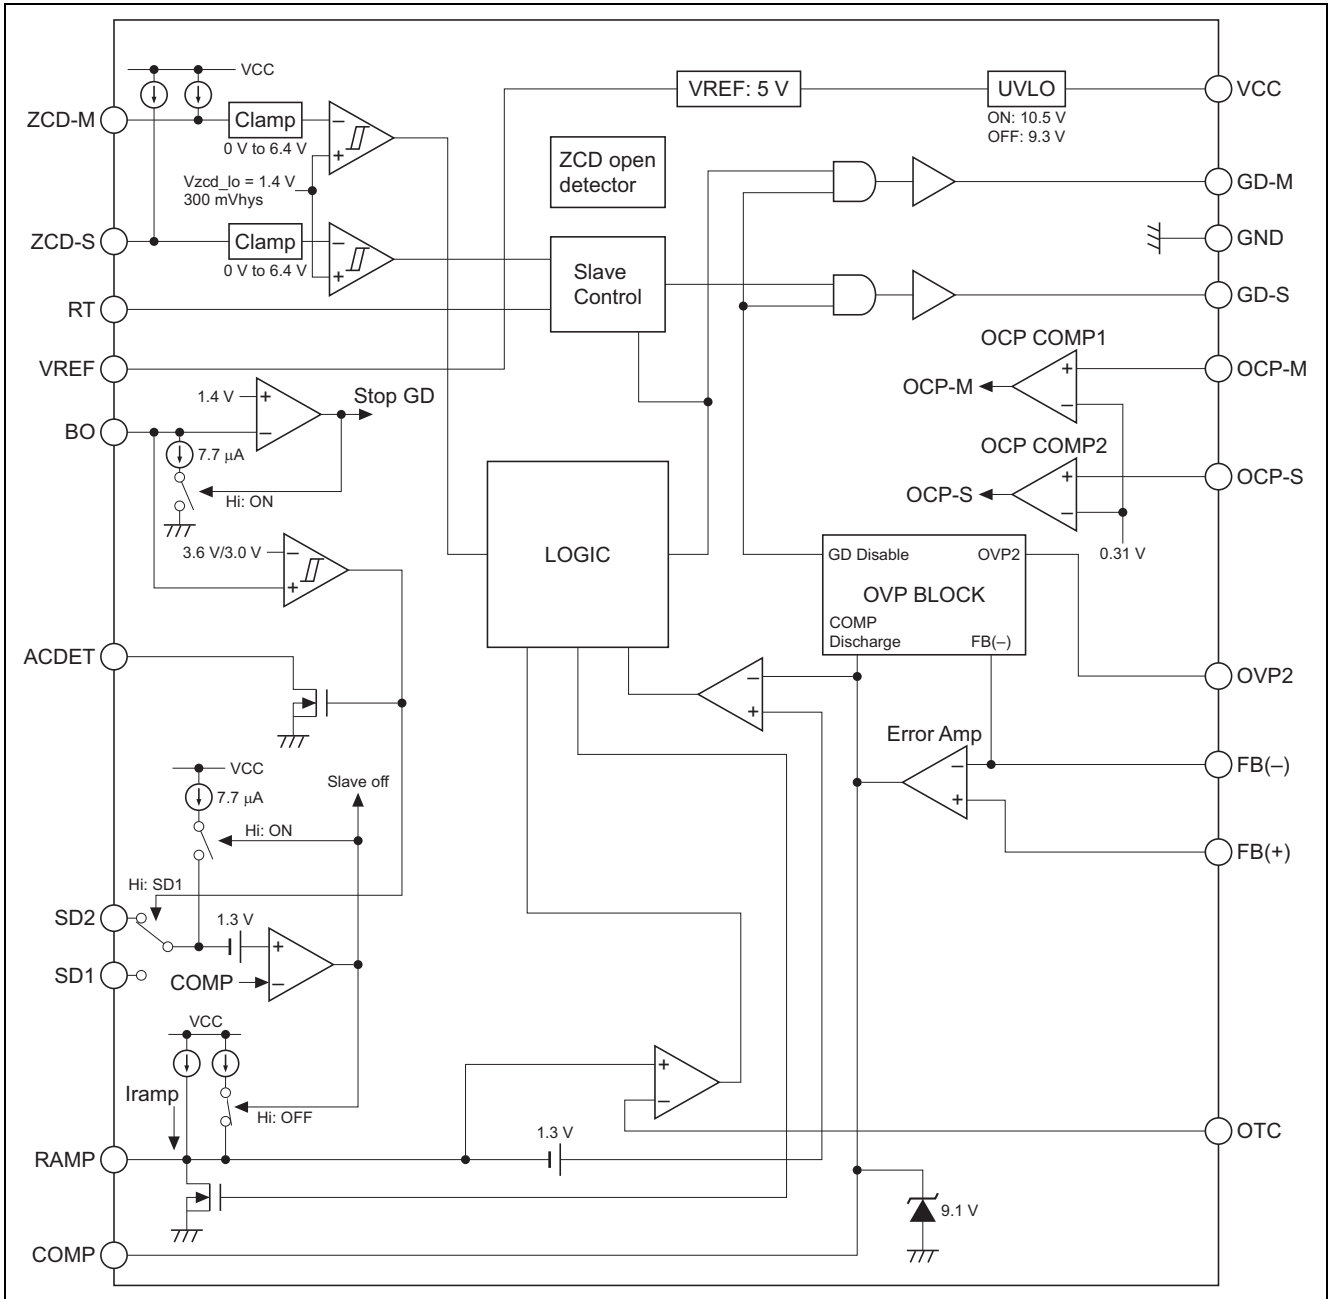 VCC
ZCD-M
Clamp
−
+
0 V to 6.4 V
Vzcd_lo = 1.4 V
300 mVhys
ZCD-S
Clamp
−
+
0 V to 6.4 V
RT
VREF
VREF: 5 V
UVLO
ON: 10.5 V
OFF: 9.3 V
VCC
ZCD open
detector
GD-M
GND
Slave
Control
GD-S
OCP COMP1
+
−
OCP-M
OCP-M
OCP COMP2
+
−
OCP-S
OCP-S
0.31 V
1.4 V
+
−
Stop GD
BO
7.7 µA
Hi: ON
3.6 V/3.0 V
−
+
LOGIC
GD Disable
OVP2
OVP BLOCK
COMP
Discharge
FB(–)
ACDET
−
+
OVP2
Error Amp
−
+
FB(–)
FB(+)
VCC
7.7 µA
Slave off
Hi: ON
Hi: SD1
SD2
1.3 V
+
−
SD1
COMP
VCC
Iramp
Hi: OFF
+
−
OTC
RAMP
1.3 V
9.1 V
COMP